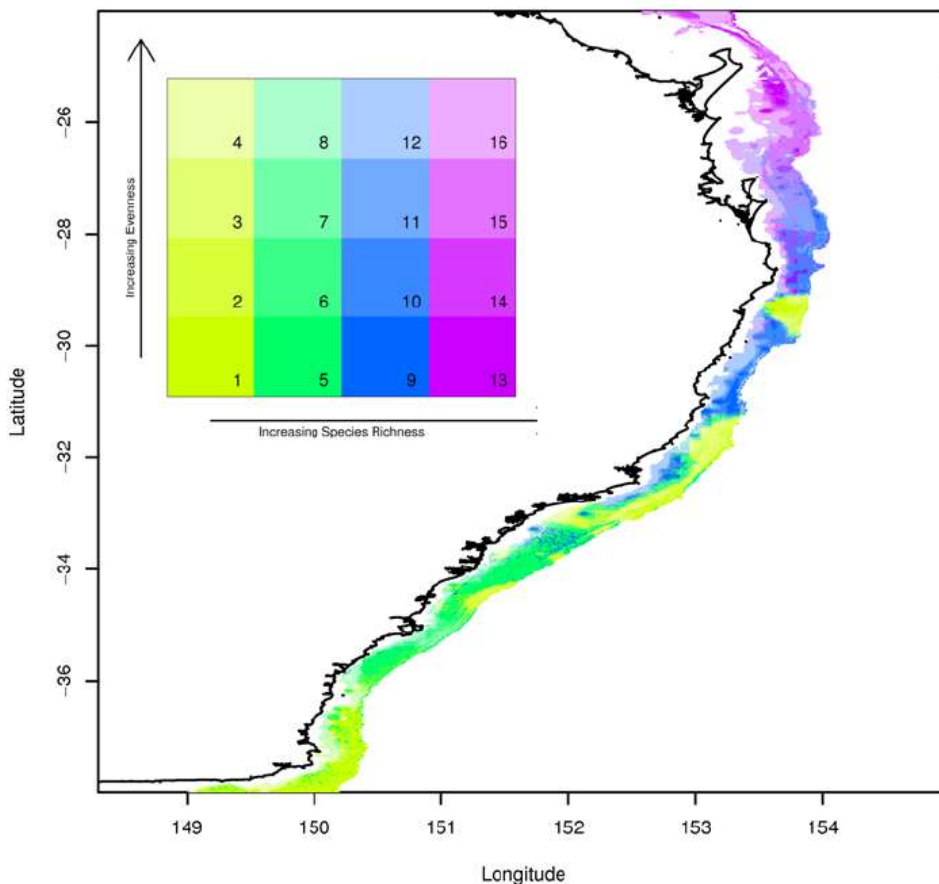 Increasing Evenness
4 8 12 16
3 7 11 15
2 6 10 14
1 5 9 13
Increasing Species Richness
Latitude
−26
−28
−30
−32
−34
−36
149 150 151 152 153 154
Longitude